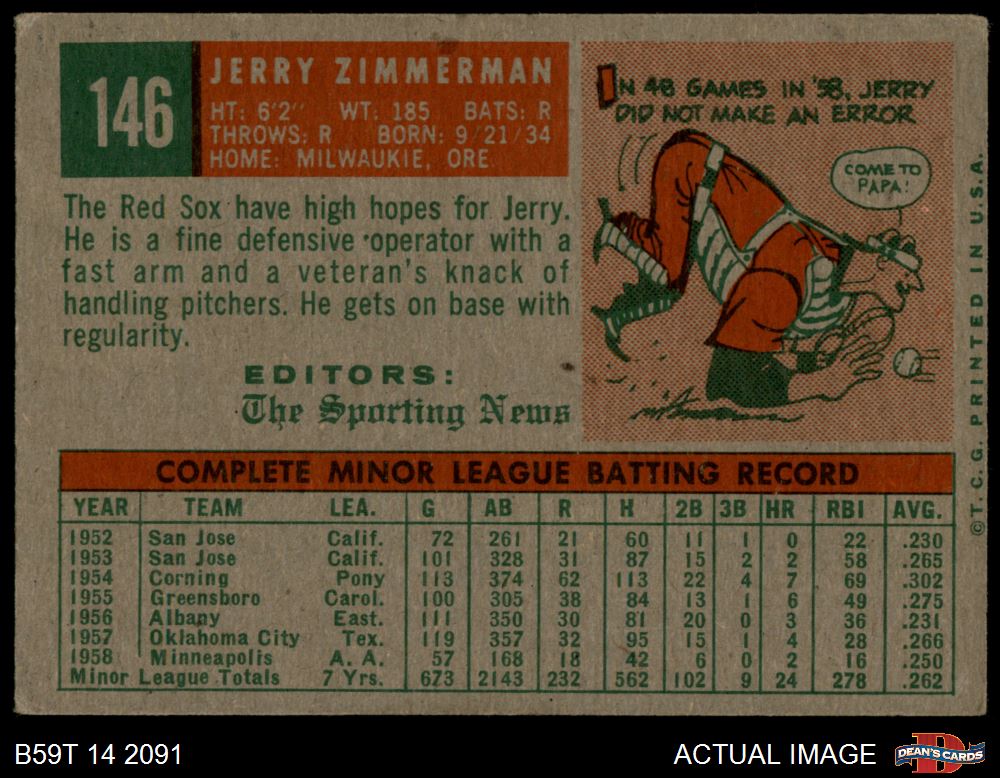 146
JERRY ZIMMERMAN
HT: 6'2" WT: 185 BATS: R
THROWS: R BORN: 9/21/34
HOME: MILWAUKIE, ORE.
The Red Sox have high hopes for Jerry.
He is a fine defensive operator with a
fast arm and a veteran's knack of
handling pitchers. He gets on base with
regularity.
EDITORS:
The Sporting News
IN 48 GAMES IN '58, JERRY
DID NOT MAKE AN ERROR
COME TO
PAPA!
©T.C.G. PRINTED IN U.S.A.
COMPLETE MINOR LEAGUE BATTING RECORD
YEAR TEAM LEA. G AB R H 2B 3B HR RBI AVG.
1952 San Jose Calif. 72 261 21 60 11 1 0 22 .230
1953 San Jose Calif. 101 328 31 87 15 2 2 58 .265
1954 Corning Pony 113 374 62 113 22 4 7 69 .302
1955 Greensboro Carol. 100 305 38 84 13 1 6 49 .275
1956 Albany East. 111 350 30 81 20 0 3 36 .231
1957 Oklahoma City Tex. 119 357 32 95 15 1 4 28 .266
1958 Minneapolis A. A. 57 168 18 42 6 0 2 16 .250
Minor League Totals 7 Yrs. 673 2143 232 562 102 9 24 278 .262
B59T 14 2091
ACTUAL IMAGE
DEAN'S CARDS